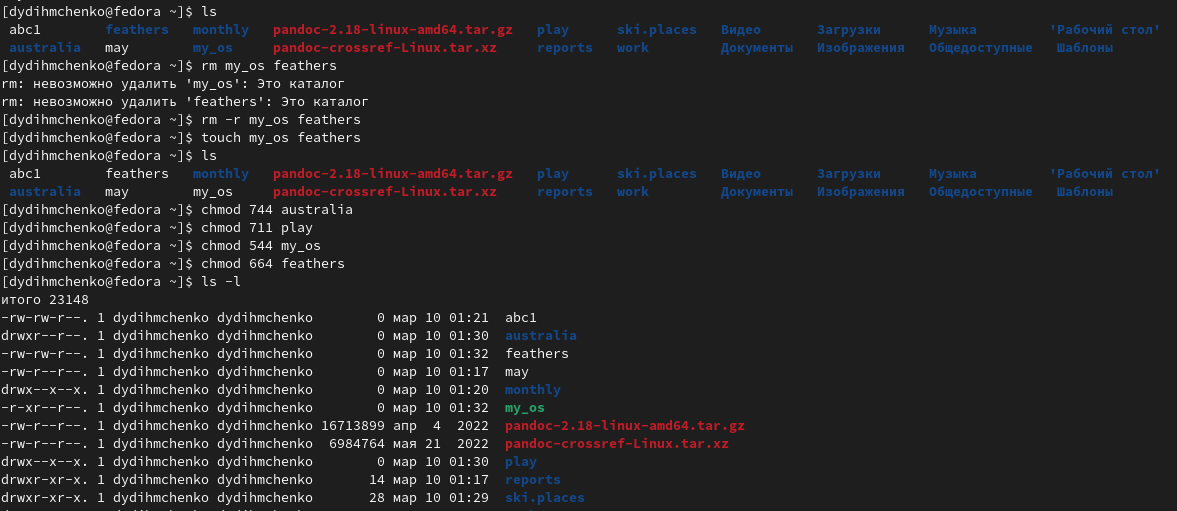 [dydihmchenko@fedora ~]$ ls
abc1 feathers monthly pandoc-2.18-linux-amd64.tar.gz play ski.places Видео Загрузки Музыка 'Рабочий стол'
australia may my_os pandoc-crossref-Linux.tar.xz reports work Документы Изображения Общедоступные Шаблоны
[dydihmchenko@fedora ~]$ rm my_os feathers
rm: невозможно удалить 'my_os': Это каталог
rm: невозможно удалить 'feathers': Это каталог
[dydihmchenko@fedora ~]$ rm -r my_os feathers
[dydihmchenko@fedora ~]$ touch my_os feathers
[dydihmchenko@fedora ~]$ ls
abc1 feathers monthly pandoc-2.18-linux-amd64.tar.gz play ski.places Видео Загрузки Музыка 'Рабочий стол'
australia may my_os pandoc-crossref-Linux.tar.xz reports work Документы Изображения Общедоступные Шаблоны
[dydihmchenko@fedora ~]$ chmod 744 australia
[dydihmchenko@fedora ~]$ chmod 711 play
[dydihmchenko@fedora ~]$ chmod 544 my_os
[dydihmchenko@fedora ~]$ chmod 664 feathers
[dydihmchenko@fedora ~]$ ls -l
итого 23148
-rw-rw-r--. 1 dydihmchenko dydihmchenko 0 мар 10 01:21 abc1
drwxr--r--. 1 dydihmchenko dydihmchenko 0 мар 10 01:30 australia
-rw-rw-r--. 1 dydihmchenko dydihmchenko 0 мар 10 01:32 feathers
-rw-r--r--. 1 dydihmchenko dydihmchenko 0 мар 10 01:17 may
drwx--x--x. 1 dydihmchenko dydihmchenko 0 мар 10 01:20 monthly
-r-xr--r--. 1 dydihmchenko dydihmchenko 0 мар 10 01:32 my_os
-rw-r--r--. 1 dydihmchenko dydihmchenko 16713899 апр 4 2022 pandoc-2.18-linux-amd64.tar.gz
-rw-r--r--. 1 dydihmchenko dydihmchenko 6984764 мая 21 2022 pandoc-crossref-Linux.tar.xz
drwx--x--x. 1 dydihmchenko dydihmchenko 0 мар 10 01:30 play
drwxr-xr-x. 1 dydihmchenko dydihmchenko 14 мар 10 01:17 reports
drwxr-xr-x. 1 dydihmchenko dydihmchenko 28 мар 10 01:29 ski.places